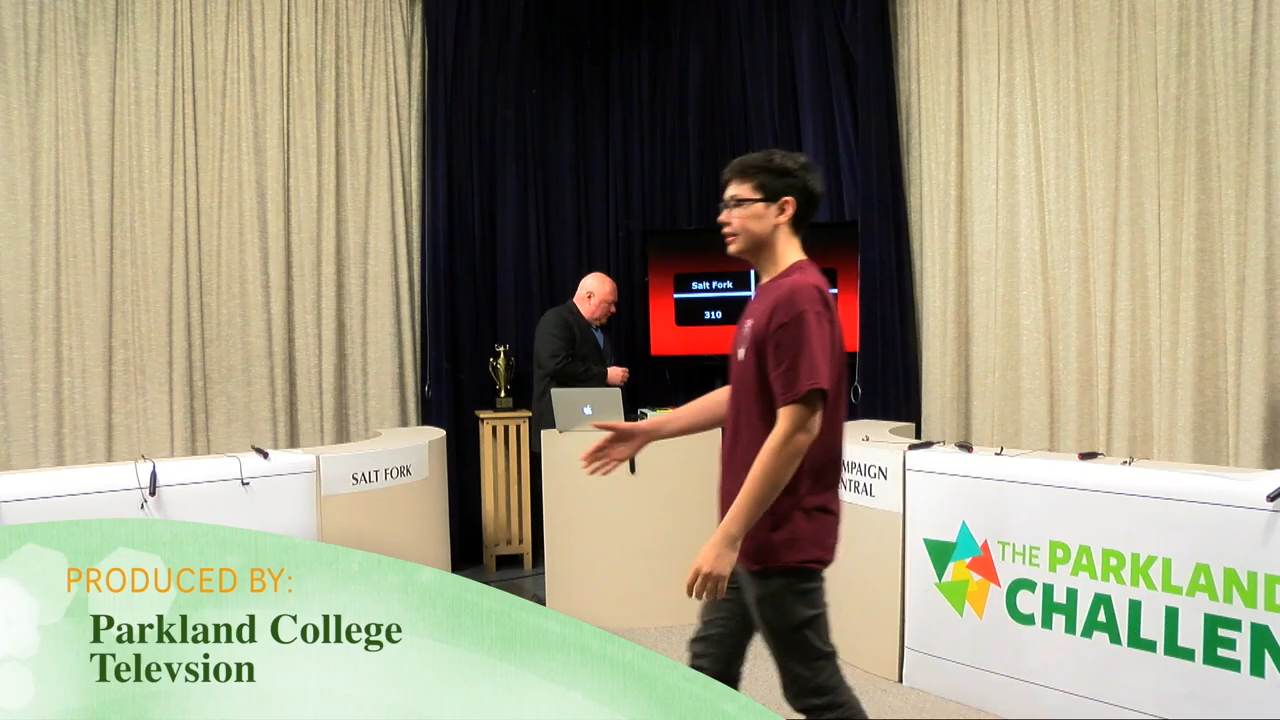 Salt Fork
310
SALT FORK
MPAIGN
NTRAL
THE PARKLAND
CHALLEN
PRODUCED BY:
Parkland College
Televsion